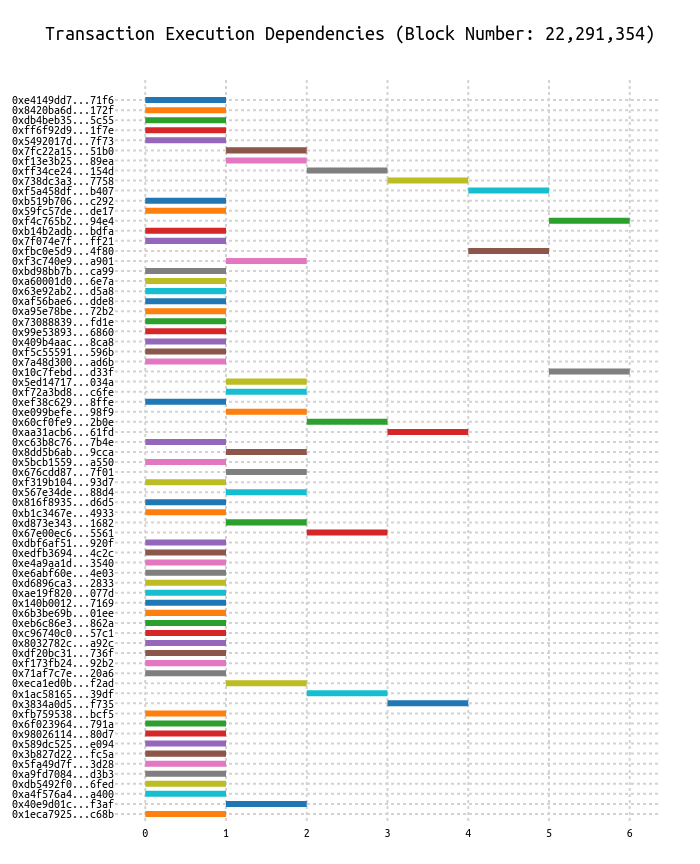 Transaction Execution Dependencies (Block Number: 22,291,354)
0xe4149dd7...71f6
0x8420ba6d...172f
0xdb4beb35...5c55
0xff6f92d9...1f7e
0x5492017d...7f73
0x7fc22a15...51b0
0xf13e3b25...89ea
0xff34ce24...154d
0x738dc3a3...7758
0xf5a458df...b407
0xb519b706...c292
0x59fc57de...de17
0xf4c765b2...94e4
0xb14b2adb...bdfa
0x7f074e7f...ff21
0xfbc0e5d9...4f80
0xf3c740e9...a901
0xbd98bb7b...ca99
0xa60001d0...6e7a
0x63e92ab2...d5a8
0xaf56bae6...dde8
0xa95e78be...72b2
0x73088839...fd1e
0x99e53893...6860
0x409b4aac...8ca8
0xf5c55591...596b
0x7a48d300...ad6b
0x10c7febd...d33f
0x5ed14717...034a
0xf72a3bd8...c6fe
0xef38c629...8ffe
0xe099befe...98f9
0x60cf0fe9...2b0e
0xaa31acb6...61fd
0xc63b8c76...7b4e
0x8dd5b6ab...9cca
0x5bcb1559...a550
0x676cdd87...7f01
0xf319b104...93d7
0x567e34de...88d4
0x816f8935...d6d5
0xb1c3467e...4933
0xd873e343...1682
0x67e00ec6...5561
0xdbf6af51...920f
0xedfb3694...4c2c
0xe4a9aa1d...3540
0xe6abf60e...4e03
0xd6896ca3...2833
0xae19f820...077d
0x140b0012...7169
0x6b3be69b...01ee
0xeb6c86e3...862a
0xc96740c0...57c1
0x8032782c...a92c
0xdf20bc31...736f
0xf173fb24...92b2
0x71af7c7e...20a6
0xeca1ed0b...f2ad
0x1ac58165...39df
0x3834a0d5...f735
0xfb759538...bcf5
0x6f023964...791a
0x98026114...80d7
0x589dc525...e094
0x3b827d22...fc5a
0x5fa49d7f...3d28
0xa9fd7084...d3b3
0xdb5492f0...6fed
0xa4f576a4...a400
0x40e9d01c...f3af
0x1eca7925...c68b
0 1 2 3 4 5 6